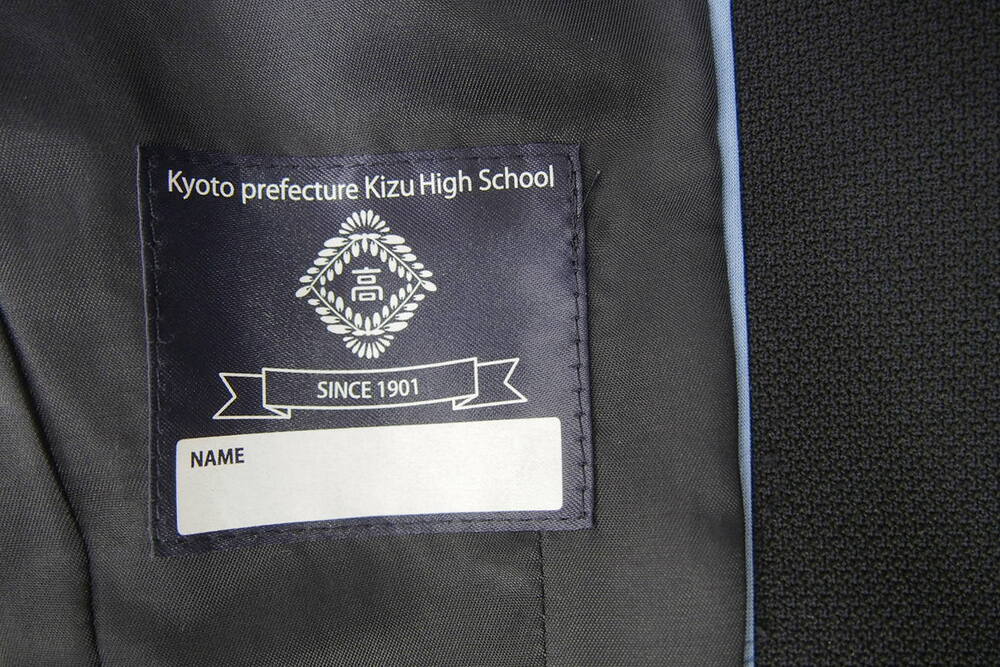 Kyoto prefecture Kizu High School
高
SINCE 1901
NAME